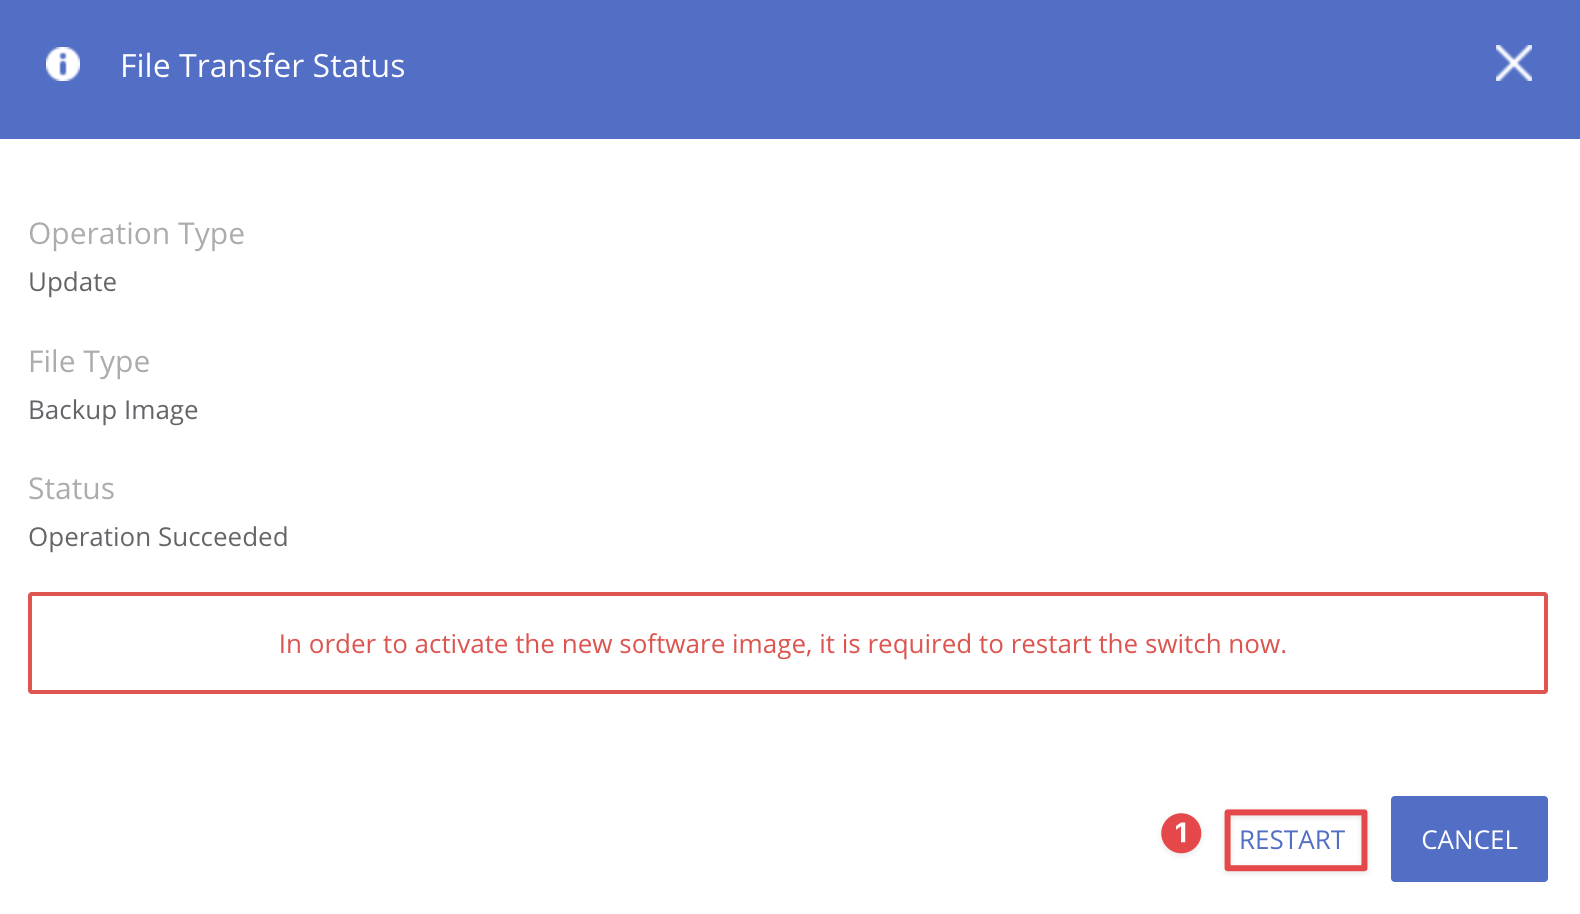 File Transfer Status
Operation Type
Update
File Type
Backup Image
Status
Operation Succeeded
In order to activate the new software image, it is required to restart the switch now.
1 RESTART CANCEL